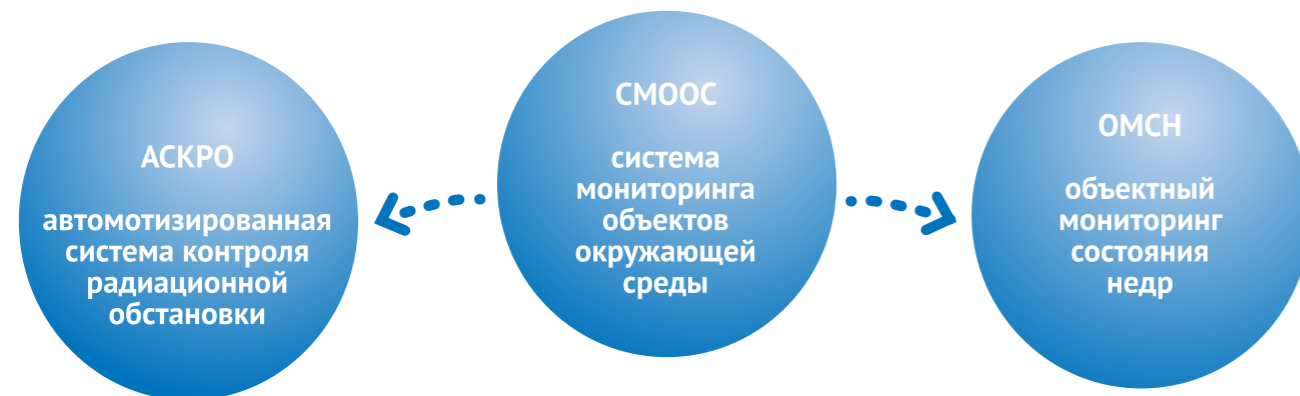 АСКРО
автомотизированная
система контроля
радиационной
обстановки
СМООС
система
мониторинга
объектов
окружающей
среды
ОМСН
объектный
мониторинг
состояния
недр